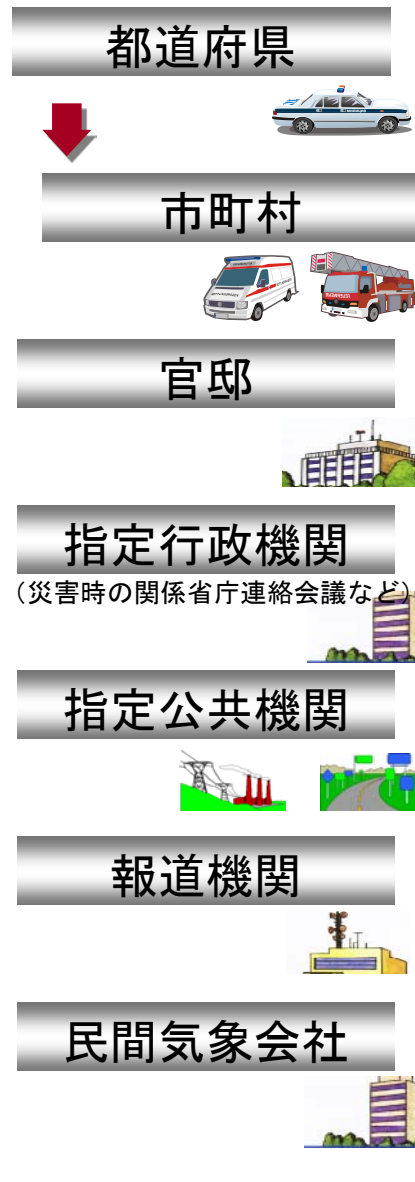 都道府県
市町村
官邸
指定行政機関
（災害時の関係省庁連絡会議など）
指定公共機関
報道機関
民間気象会社